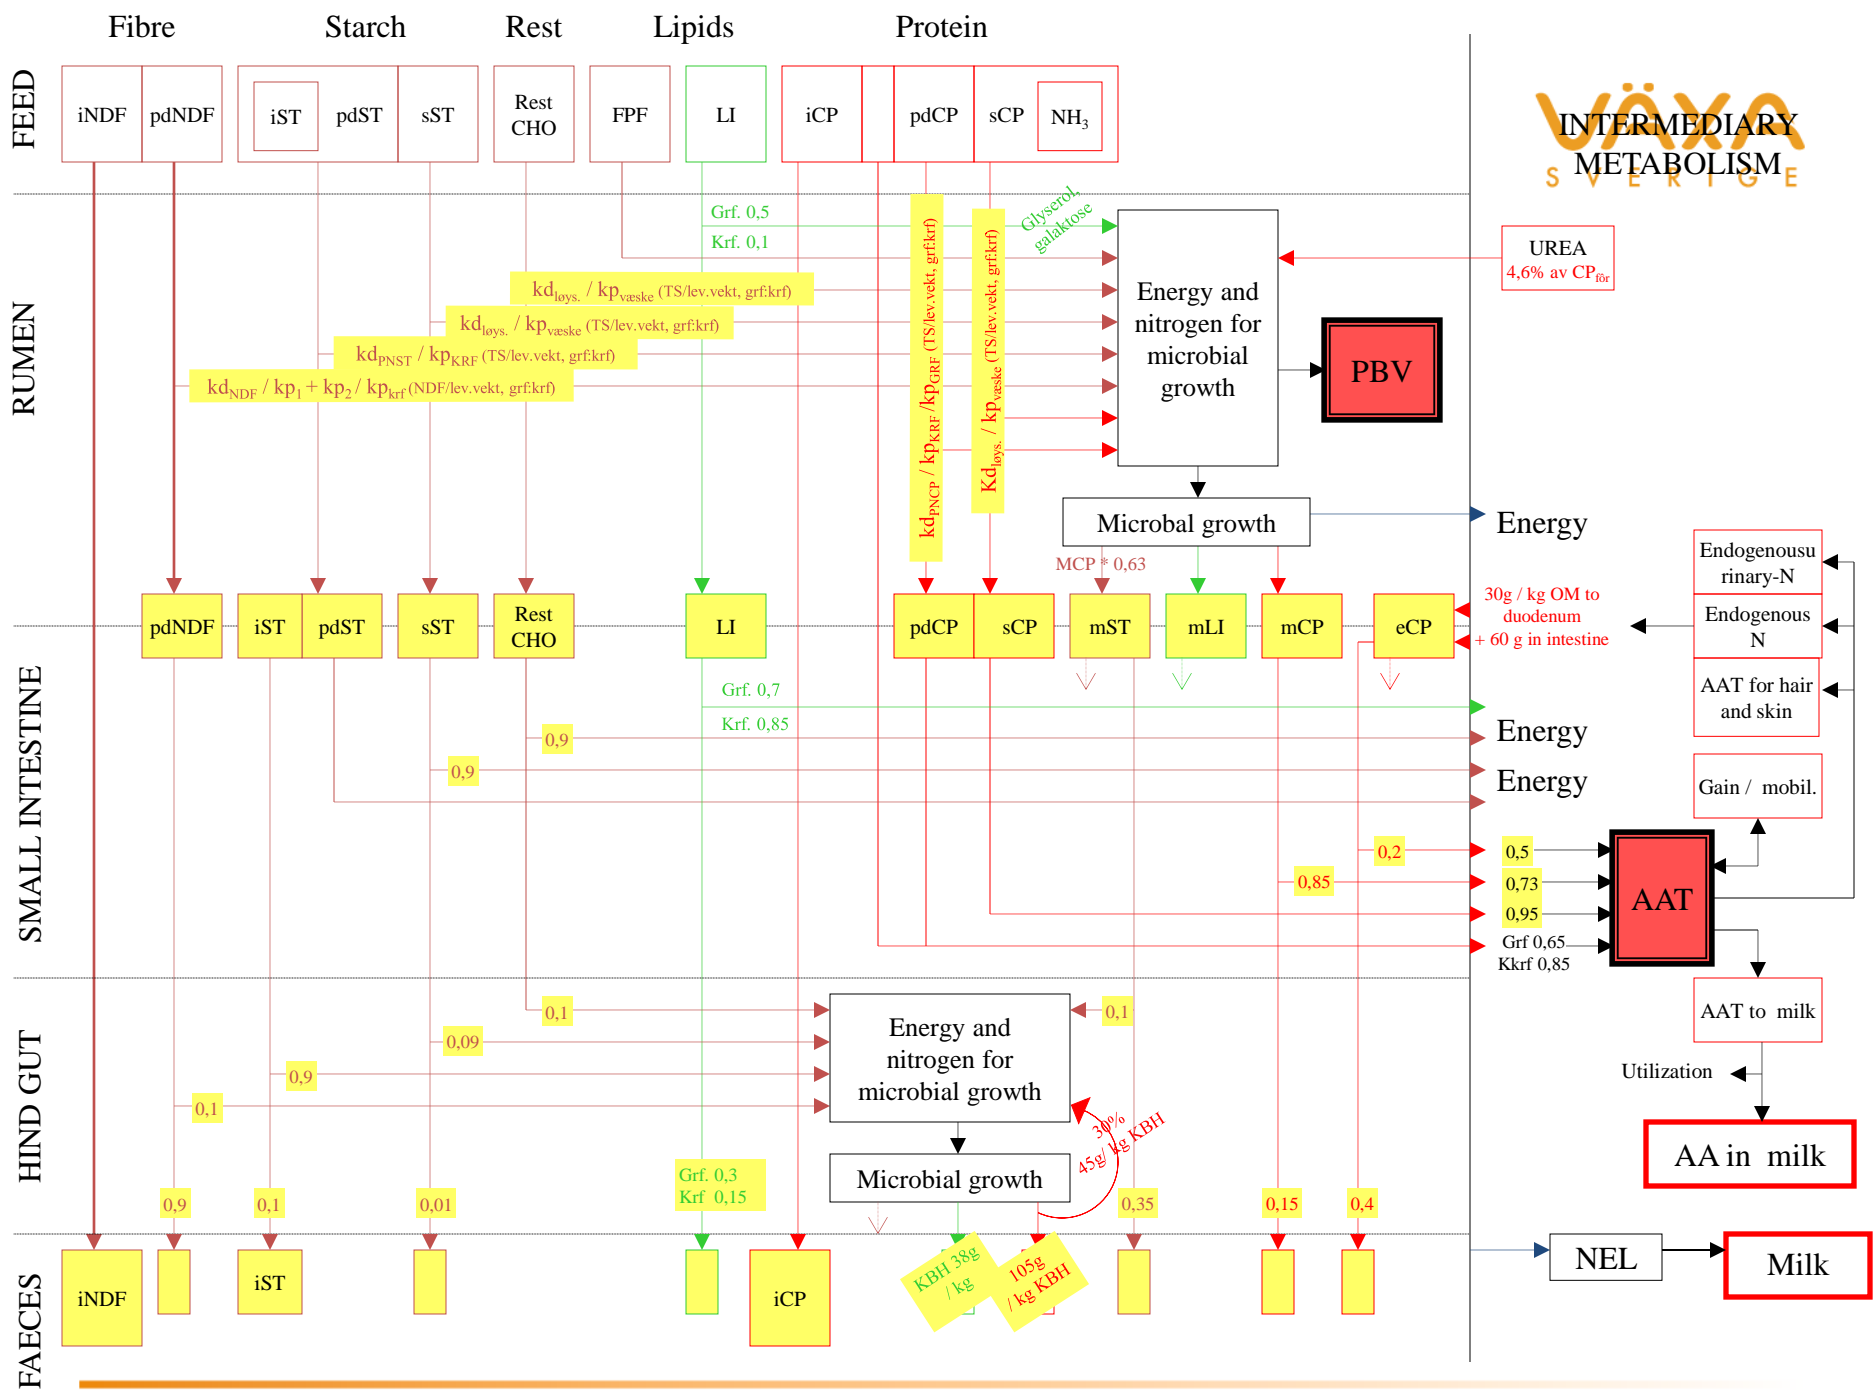 Fibre
Starch
Rest
Lipids
Protein
FEED
iNDF
pdNDF
iST
pdST
sST
Rest
CHO
FPF
LI
iCP
pdCP
sCP
NH3
VÄXA
SVERIGE
INTERMEDIARY
METABOLISM
RUMEN
Grf. 0,5
Krf. 0,1
Glyserol,
galaktose
kdløys. / kpvæske (TS/lev.vekt, grf:krf)
kdløys. / kpvæske (TS/lev.vekt, grf:krf)
kdPNST / kpKRF (TS/lev.vekt, grf:krf)
kdNDF / kp1 + kp2 / kpkrf (NDF/lev.vekt, grf:krf)
kdPNCP / kpKRF /kpGRF (TS/lev.vekt, grf:krf)
Kdløys. / kpvæske (TS/lev.vekt, grf:krf)
Energy and
nitrogen for
microbial
growth
UREA
4,6% av CPfôr
PBV
Microbal growth
Energy
MCP * 0,63
pdNDF
iST
pdST
sST
Rest
CHO
LI
pdCP
sCP
mST
mLI
mCP
eCP
30g / kg OM to
duodenum
+ 60 g in intestine
Endogenousu
rinary-N
Endogenous
N
AAT for hair
and skin
SMALL INTESTINE
Grf. 0,7
Krf. 0,85
0,9
Energy
0,9
Energy
Gain / mobil.
0,2
0,5
0,85
0,73
0,95
Grf 0,65
Kkrf 0,85
AAT
HIND GUT
0,1
0,09
0,9
0,1
Energy and
nitrogen for
microbial growth
0,1
AAT to milk
Utilization
30%
45g/ kg KBH
Microbial growth
AA in milk
Grf. 0,3
Krf 0,15
0,9
0,1
0,01
0,35
0,15
0,4
FAECES
iNDF
iST
iCP
KBH 38g
/ kg
105g
/ kg KBH
NEL
Milk